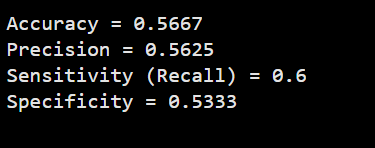 Accuracy = 0.5667
Precision = 0.5625
Sensitivity (Recall) = 0.6
Specificity = 0.5333